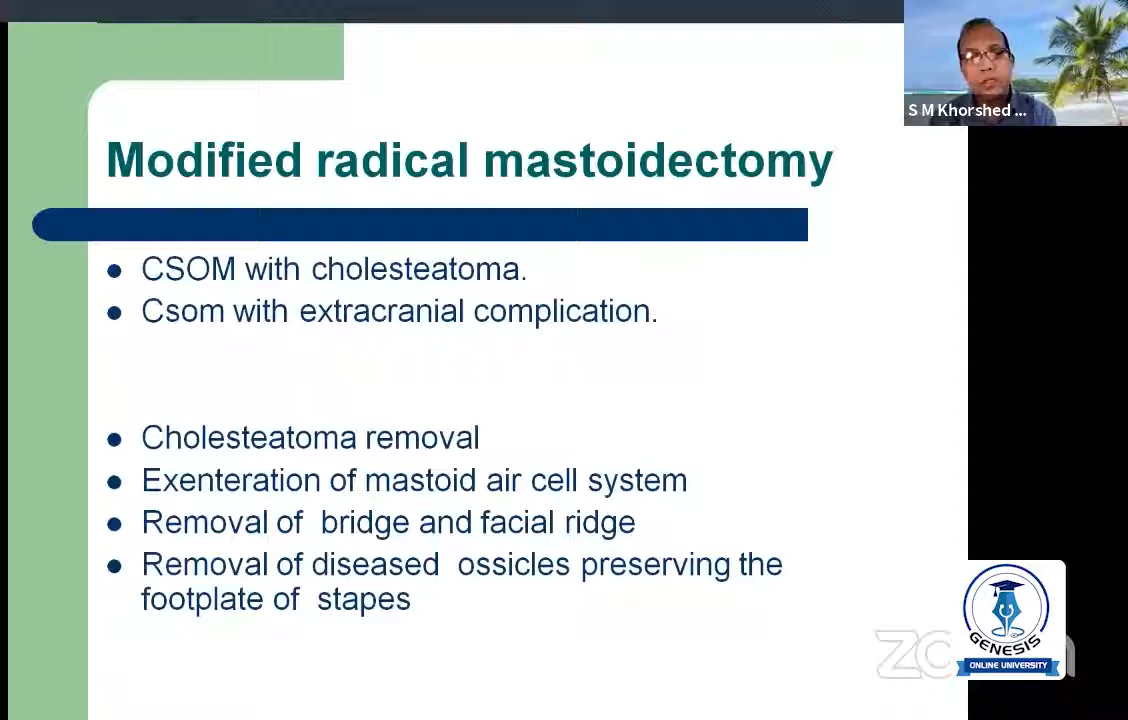 S M Khorshed ...
Modified radical mastoidectomy
CSOM with cholesteatoma.
Csom with extracranial complication.
Cholesteatoma removal
Exenteration of mastoid air cell system
Removal of bridge and facial ridge
Removal of diseased ossicles preserving the
footplate of stapes
GENESIS
ONLINE UNIVERSITY